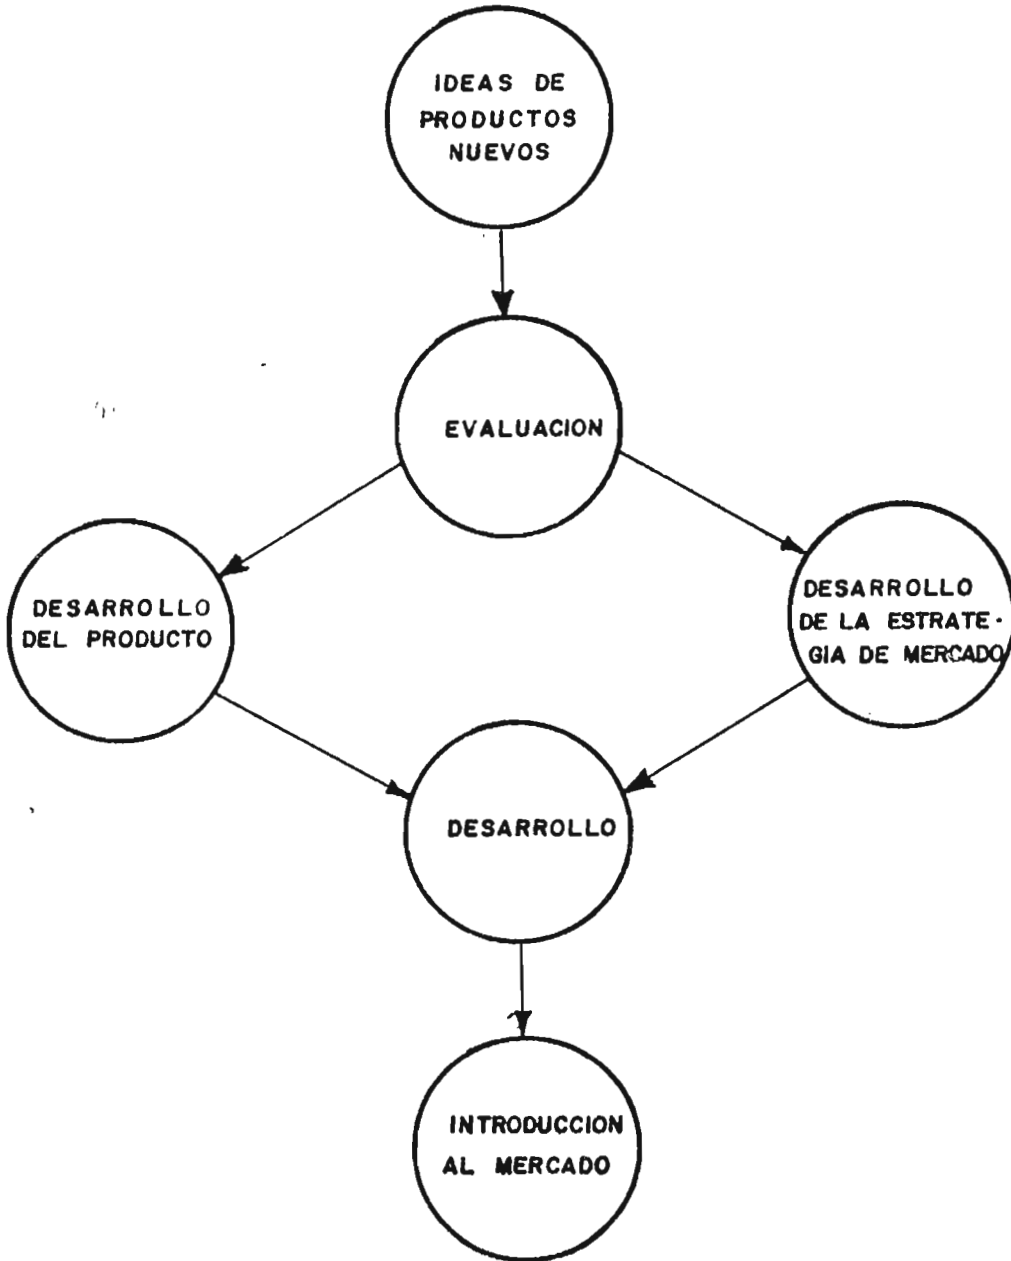 IDEAS DE
PRODUCTOS
NUEVOS
EVALUACION
DESARROLLO
DEL PRODUCTO
DESARROLLO
DE LA ESTRATE-
GIA DE MERCADO
DESARROLLO
INTRODUCCION
AL MERCADO